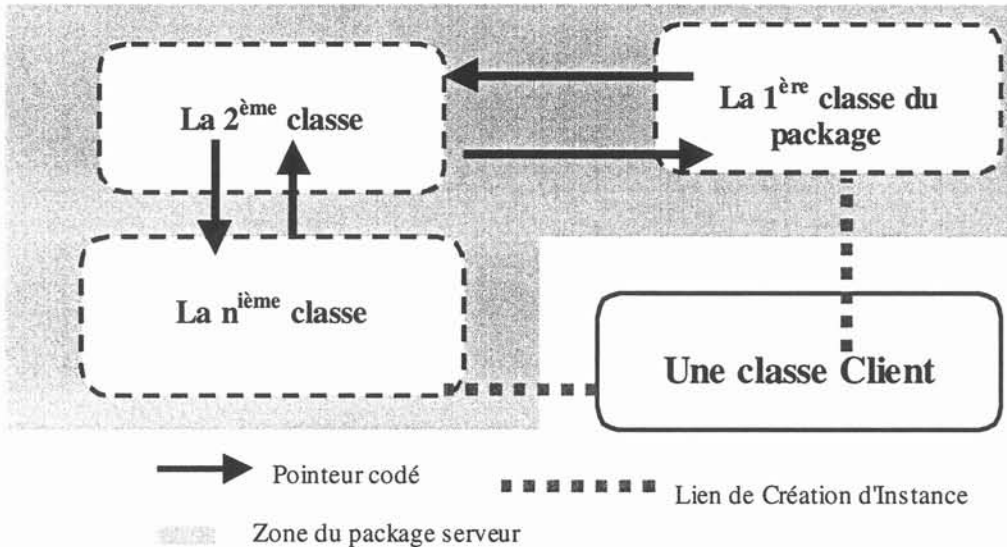 La 2ème classe
La 1ère classe du
package
La nième classe
Une classe Client
Pointeur codé
Lien de Création d'Instance
Zone du package serveur